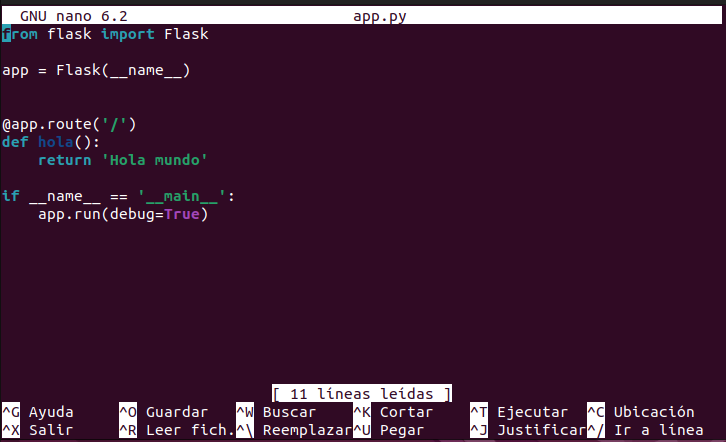 GNU nano 6.2 app.py
from flask import Flask
app = Flask(__name__)
@app.route('/')
def hola():
    return 'Hola mundo'
if __name__ == '__main__':
    app.run(debug=True)
[ 11 líneas leídas ]
^G Ayuda ^O Guardar ^W Buscar ^K Cortar ^T Ejecutar ^C Ubicación
^X Salir ^R Leer fich. ^\ Reemplazar ^U Pegar ^J Justificar ^/ Ir a línea